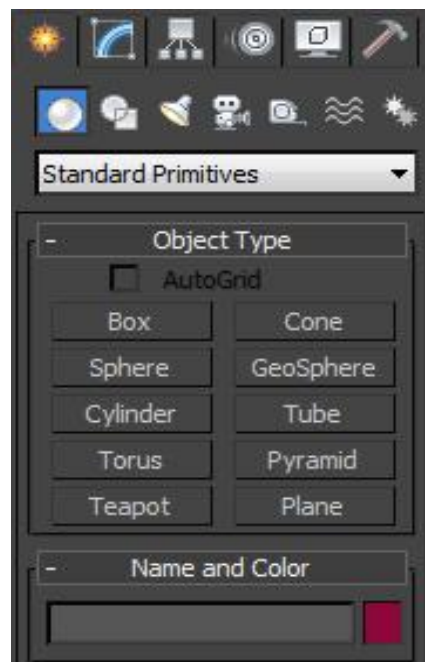 Standard Primitives
- Object Type
AutoGrid
Box Cone
Sphere GeoSphere
Cylinder Tube
Torus Pyramid
Teapot Plane
- Name and Color